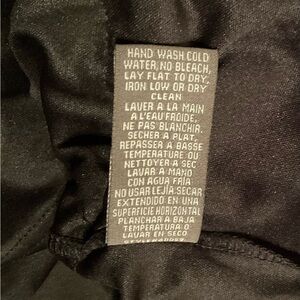 HAND WASH COLD
WATER, NO BLEACH,
LAY FLAT TO DRY,
IRON LOW OR DRY
CLEAN
LAVER A LA MAIN
A L'EAU FROIDE,
NE PAS BLANCHIR.
SECHER A PLAT,
REPASSER A BASSE
TEMPERATURE OU
NETTOYER A SEC
LAVAR A MANO
CON AGUA FRIA
NO USAR LEJIA SECAR
EXTENDIDO EN UNA
SUPERFICIE HORIZONTAL
PLANCHAR A BAJA
TEMPERATURA O
LAVAR EN SECO